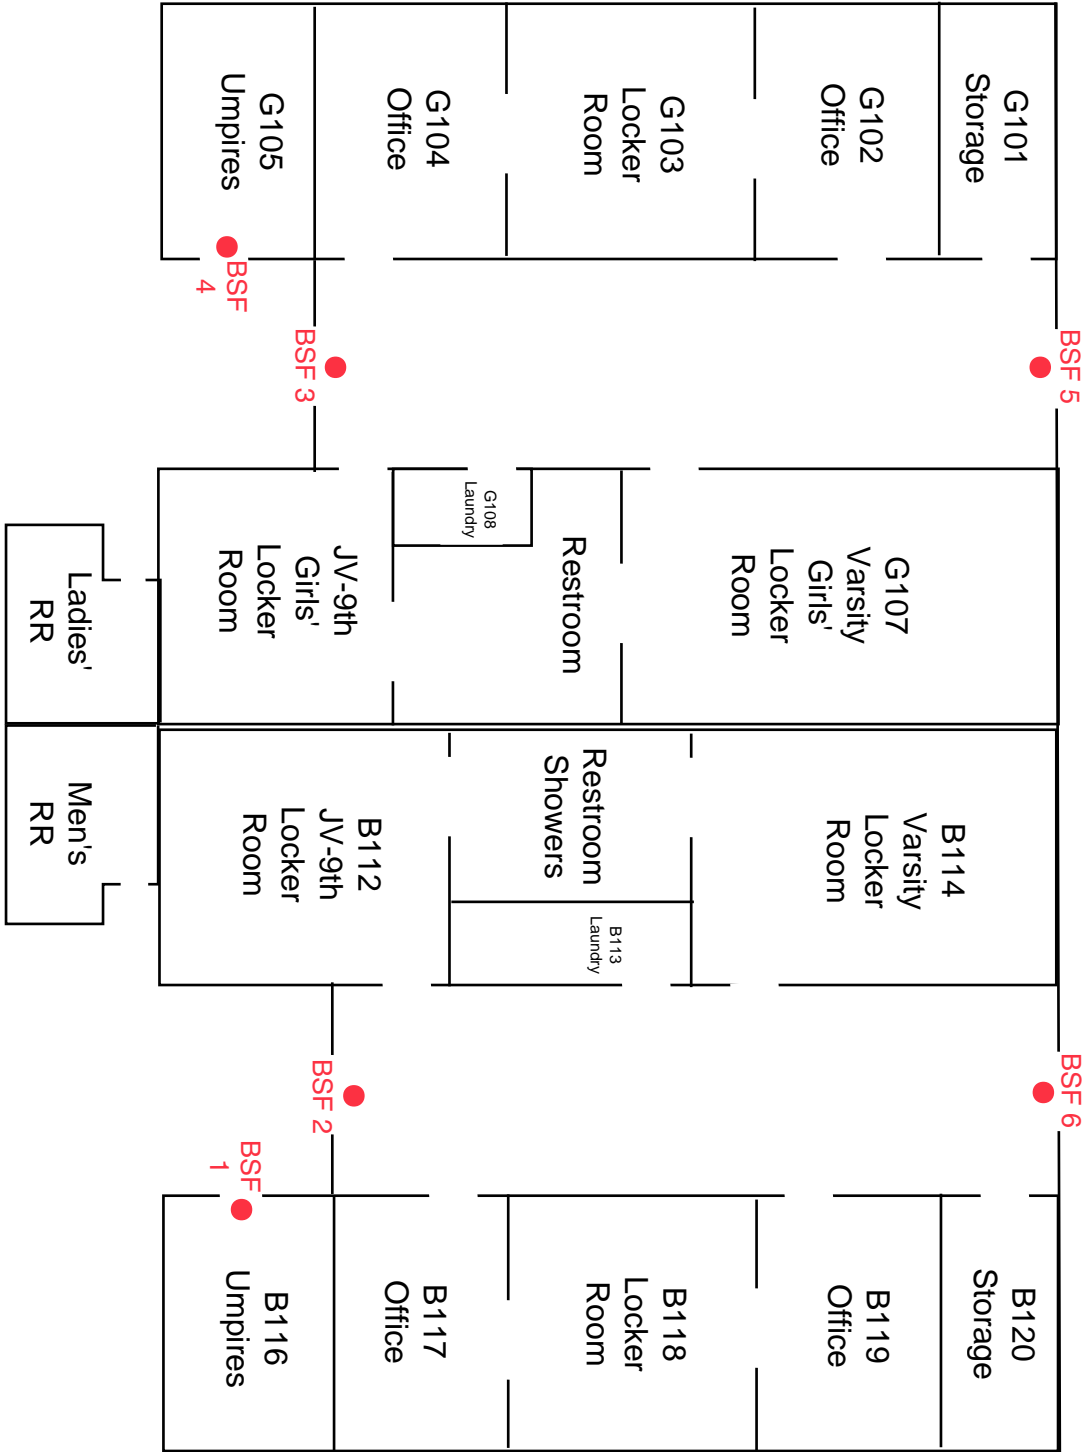 G101
Storage
G102
Office
G103
Locker
Room
G104
Office
G105
Umpires
BSF
4
BSF 3
BSF 5
G107
Varsity
Girls'
Locker
Room
Restroom
G108
Laundry
JV-9th
Girls'
Locker
Room
Ladies'
RR
Men's
RR
B114
Varsity
Locker
Room
Restroom
Showers
B113
Laundry
B112
JV-9th
Locker
Room
BSF 6
BSF 2
BSF
1
B120
Storage
B119
Office
B118
Locker
Room
B117
Office
B116
Umpires